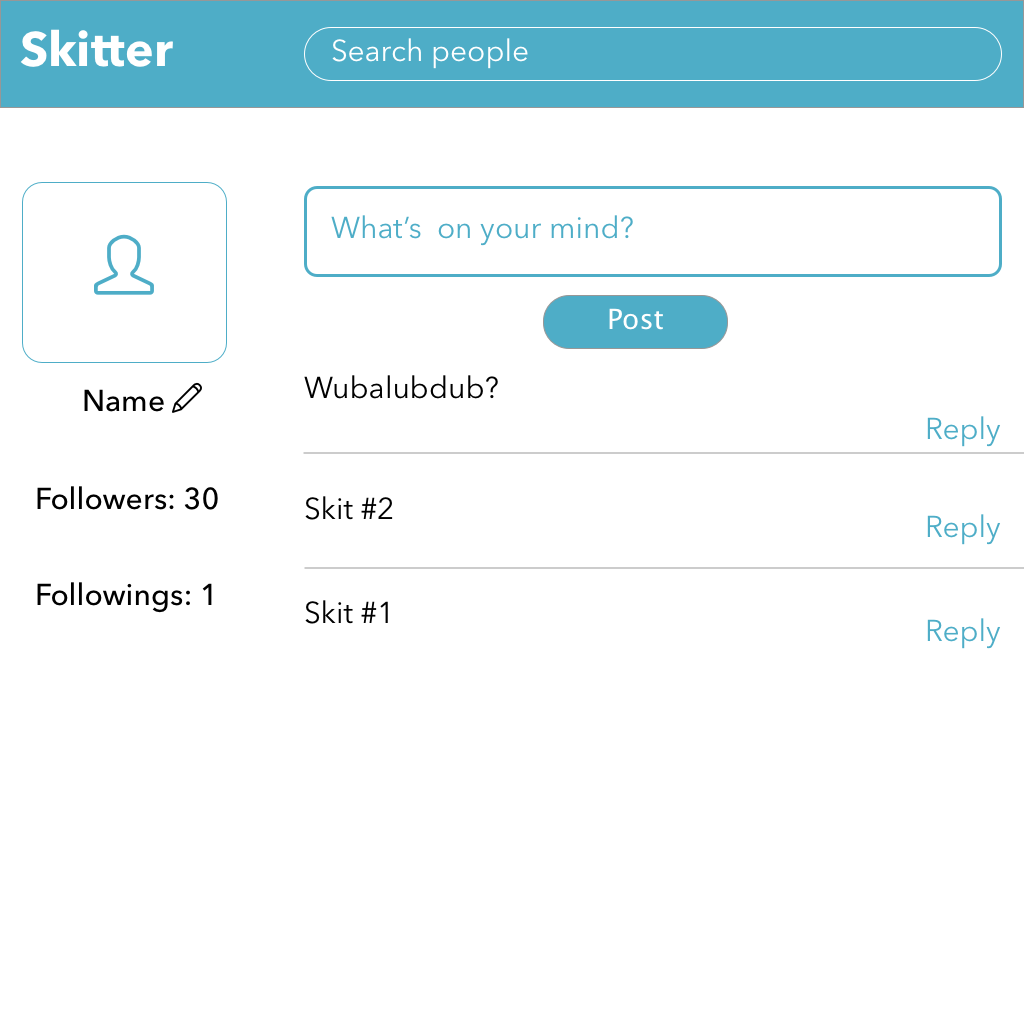 Skitter
Search people
What’s  on your mind?
Post
Name
Wubalubdub?
Reply
Followers: 30
Skit #2
Reply
Followings: 1
Skit #1
Reply